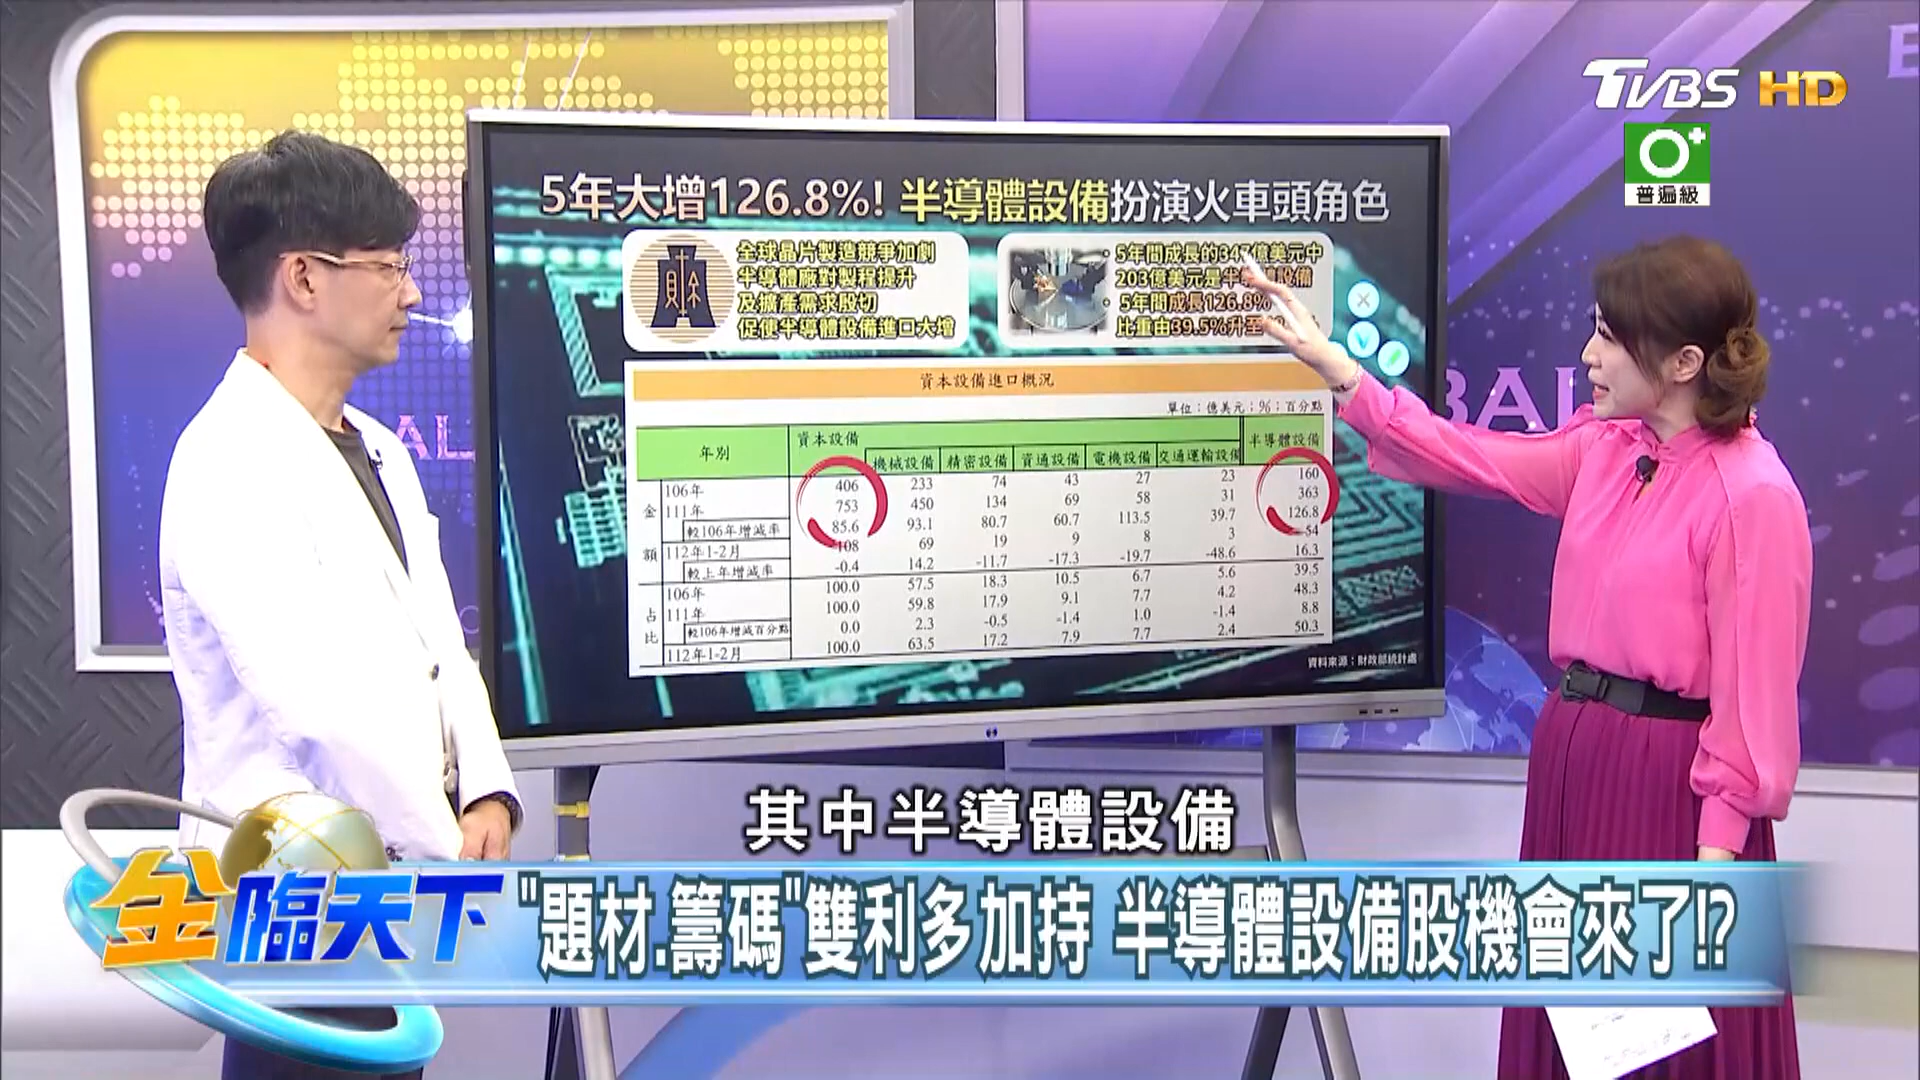 TVBS HD
普遍級
5年大增126.8%! 半導體設備扮演火車頭角色
全球晶片製造競爭加劇
半導體廠對製程提升
及擴產需求殷切
促使半導體設備進口大增
5年間成長的347億美元中
203億美元是半導體設備
5年間成長126.8%
比重由39.5%升至
資本設備進口概況
單位：億美元；%；百分點
年別 資本設備 機械設備 精密設備 資通設備 電機設備 交通運輸設備 半導體設備
金額
106年 406 233 74 43 27 23 160
111年 753 450 134 69 58 31 363
較106年增減率 85.6 93.1 80.7 60.7 113.5 39.7 126.8
112年1-2月 108 69 19 9 8 3 54
較上年增減率 -0.4 14.2 -11.7 -17.3 -19.7 -48.6 16.3
占比
106年 100.0 57.5 18.3 10.5 6.7 5.6 39.5
111年 100.0 59.8 17.9 9.1 7.7 4.2 48.3
較106年增減百分點 0.0 2.3 -0.5 -1.4 1.0 -1.4 8.8
112年1-2月 100.0 63.5 17.2 7.9 7.7 2.4 50.3
資料來源：財政部統計處
其中半導體設備
金臨天下
"題材.籌碼"雙利多加持 半導體設備股機會來了!?